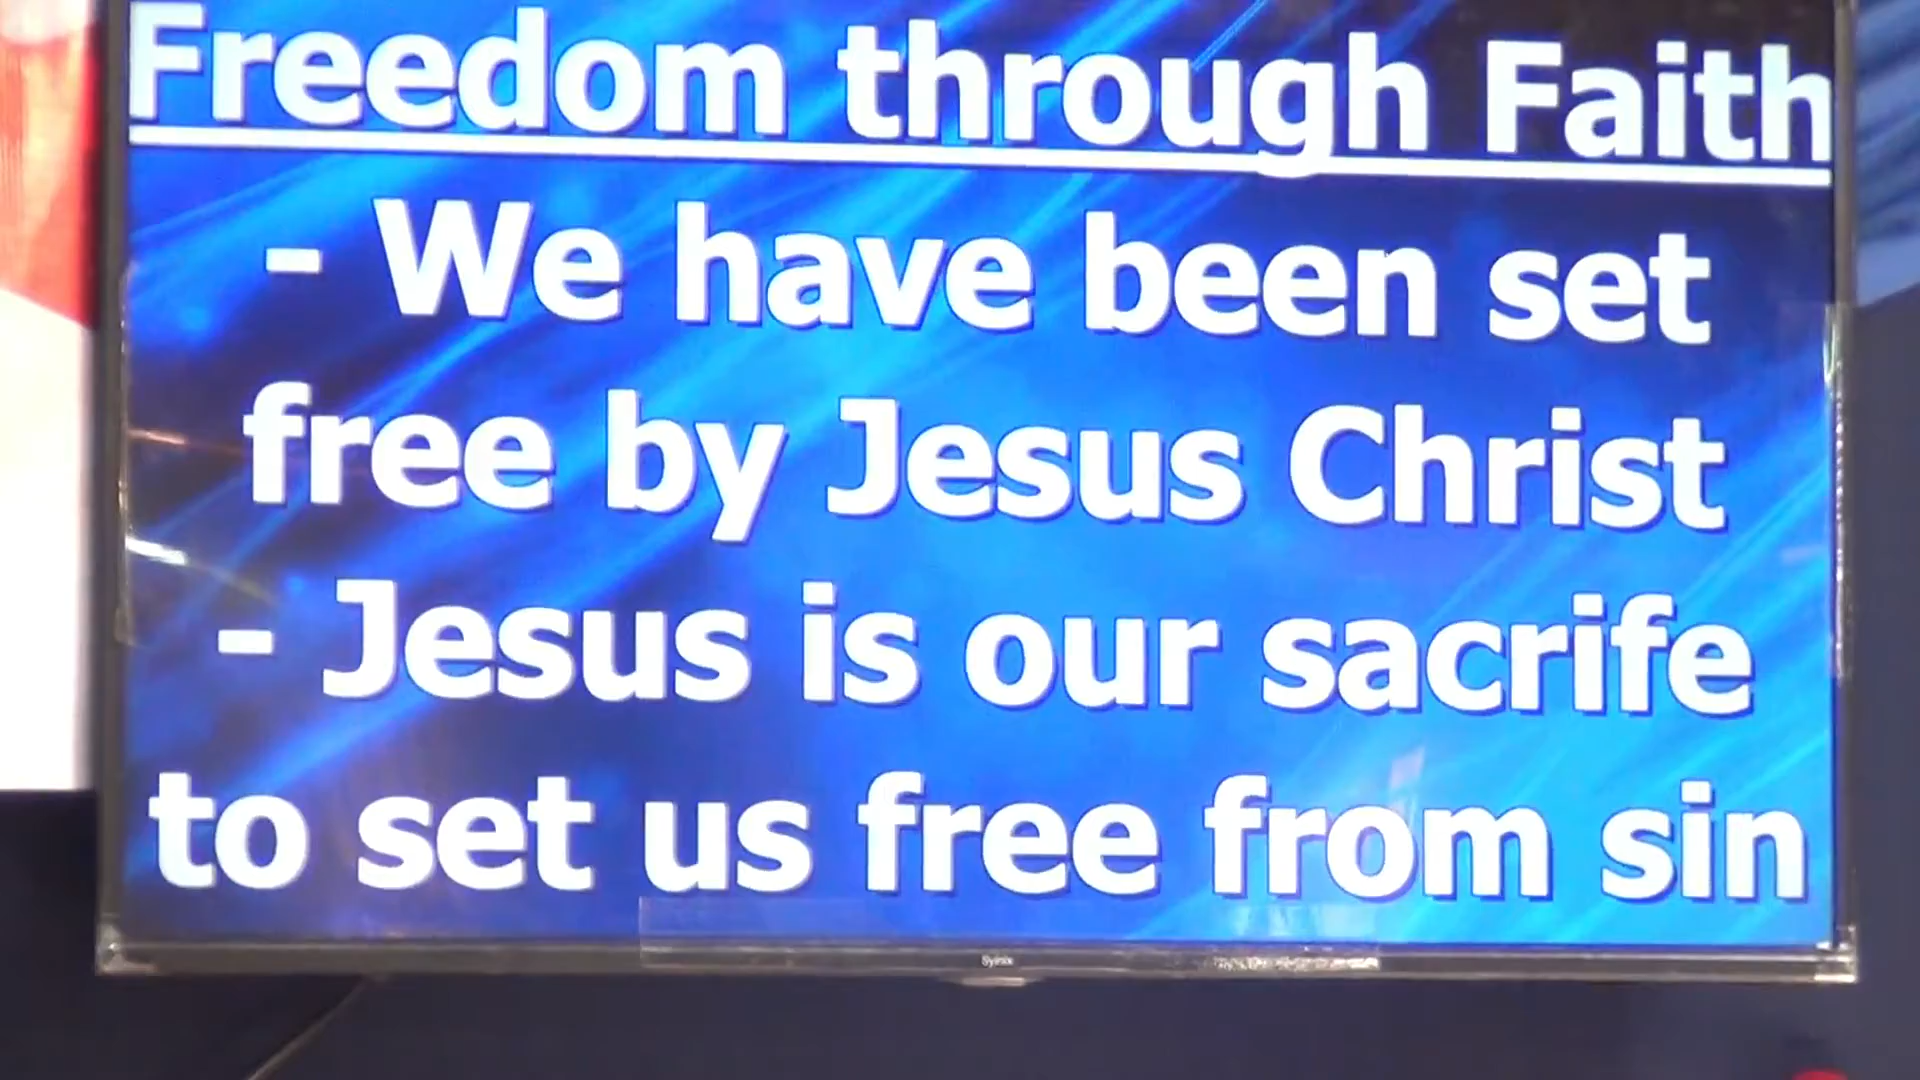 Freedom through Faith
- We have been set
free by Jesus Christ
- Jesus is our sacrife
to set us free from sin
Syinix